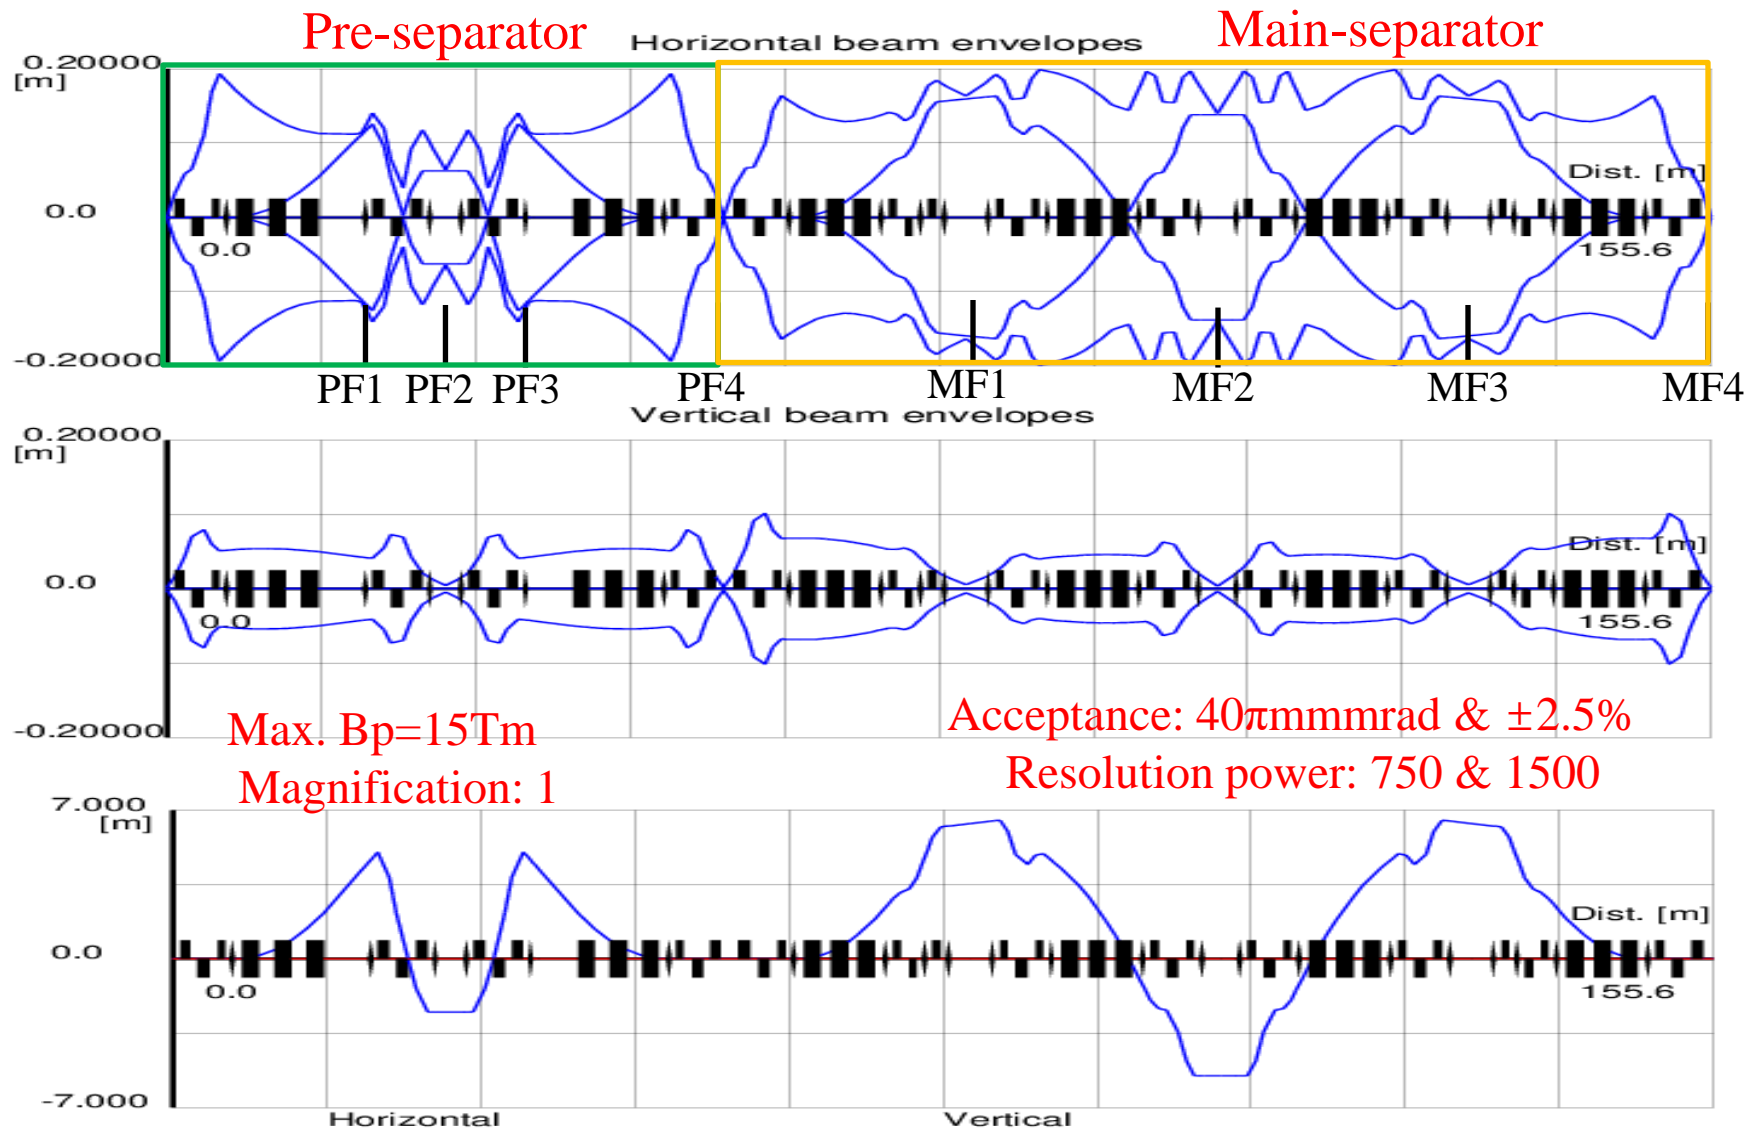 Pre-separator
Horizontal beam envelopes
Main-separator
0.20000
[m]
Dist. [m]
0.0
0.0
155.6
-0.20000
PF1 PF2 PF3 PF4 MF1 MF2 MF3 MF4
Vertical beam envelopes
0.20000
[m]
Dist. [m]
0.0
0.0
155.6
-0.20000
Max. Bp=15Tm
Magnification: 1
Acceptance: 40πmmmrad & ±2.5%
Resolution power: 750 & 1500
7.000
[m]
Dist. [m]
0.0
0.0
155.6
-7.000
Horizontal
Vertical